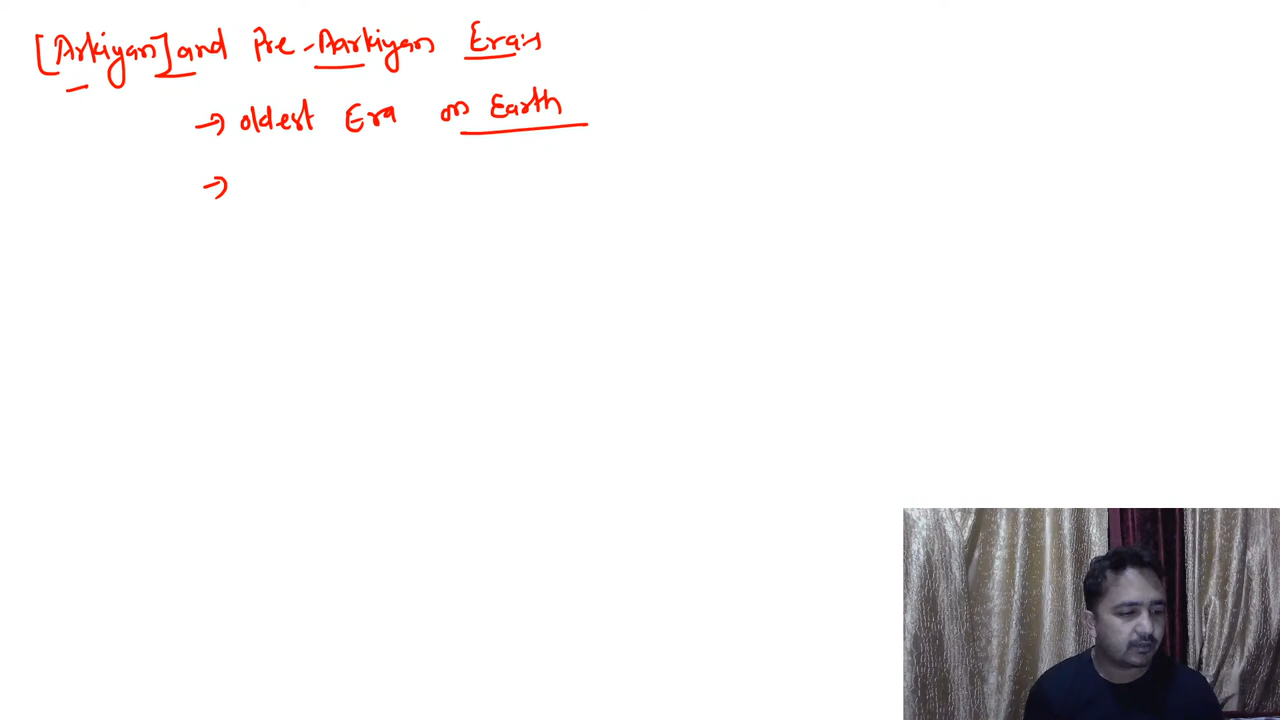 [Arkiyan] and Pre-Aarkiyan Era's
→ oldest Era on Earth
→